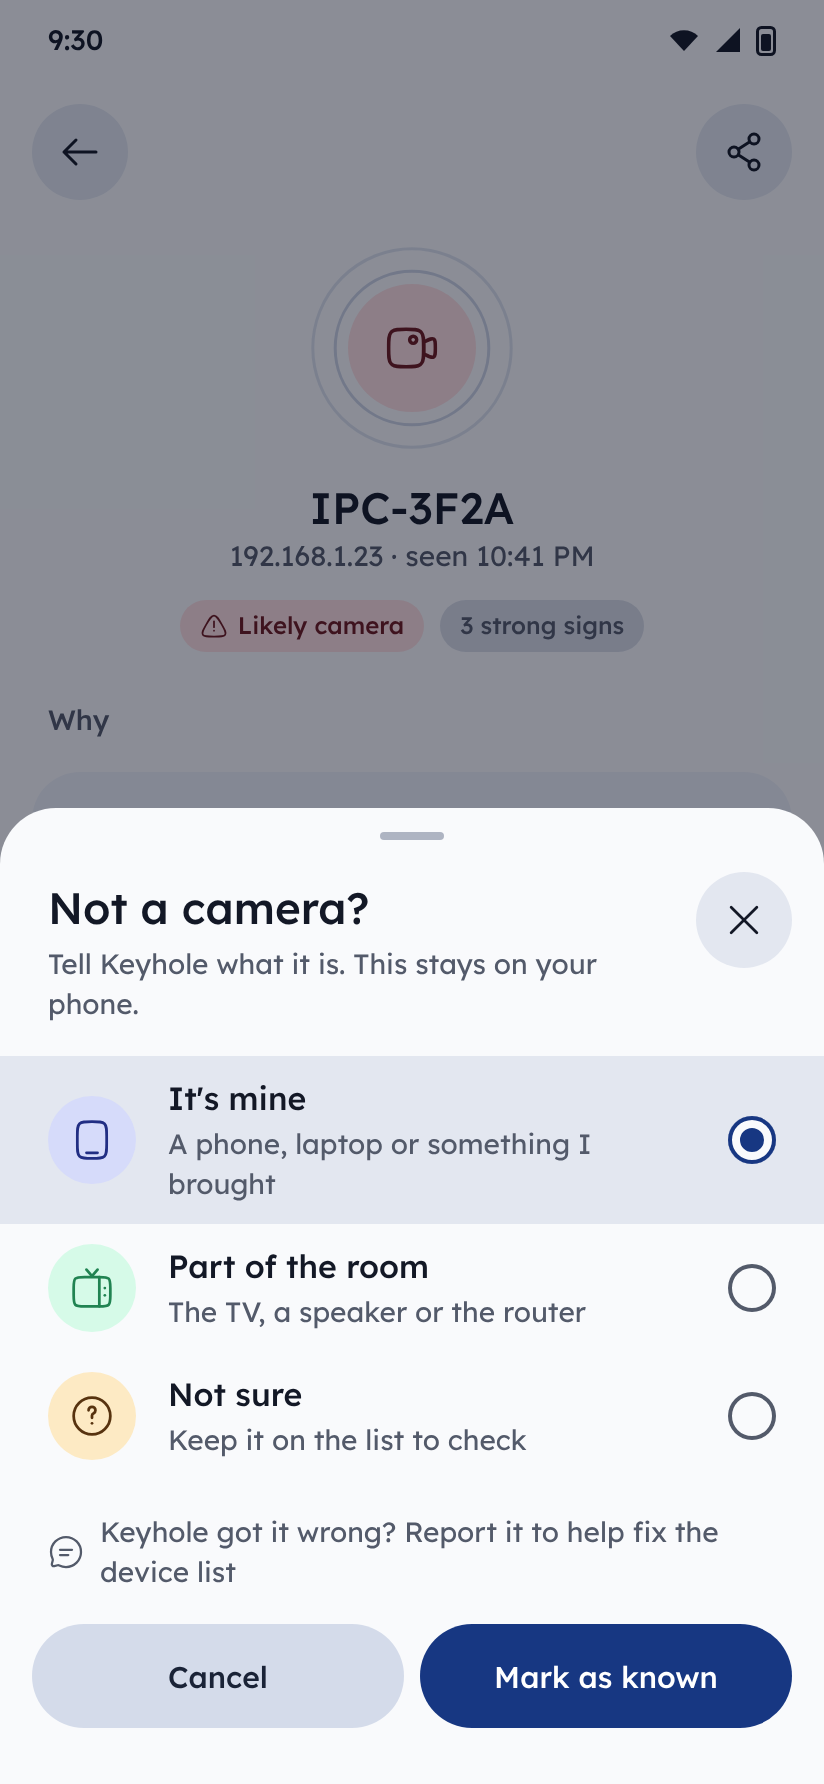 9:30
IPC-3F2A
192.168.1.23 · seen 10:41 PM
Likely camera
3 strong signs
Why
Not a camera?
Tell Keyhole what it is. This stays on your
phone.
It's mine
A phone, laptop or something I
brought
Part of the room
The TV, a speaker or the router
Not sure
Keep it on the list to check
Keyhole got it wrong? Report it to help fix the
device list
Cancel
Mark as known